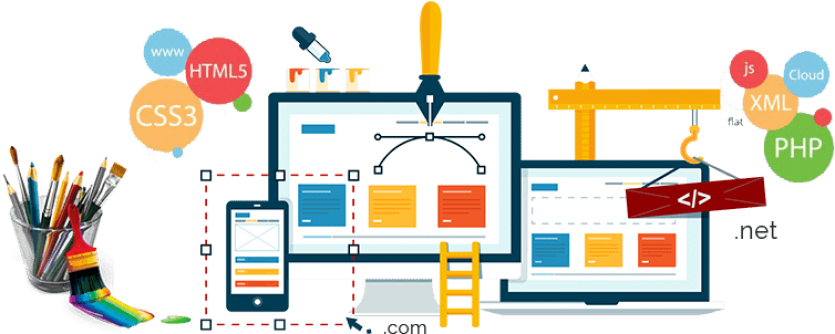 www
HTML5
CSS3
js
Cloud
XML
flat
PHP
</>
.net
.com